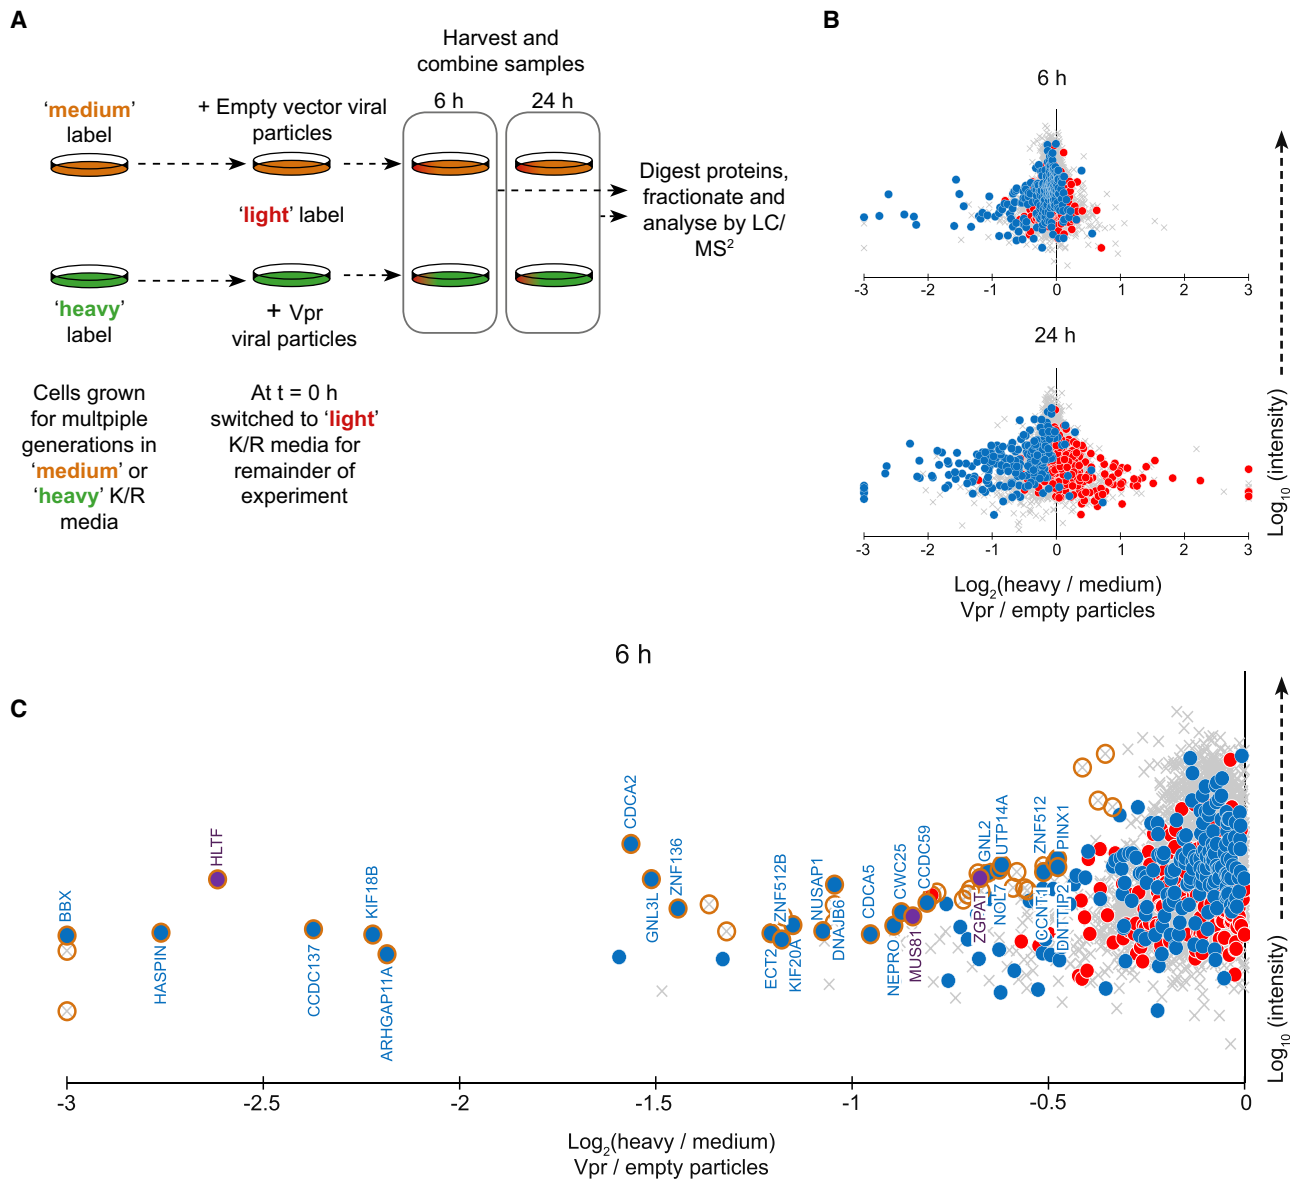 A
Harvest and
combine samples
6 h
24 h
‘medium’
label
+ Empty vector viral
particles
‘light’ label
‘heavy’
label
+ Vpr
viral particles
Digest proteins,
fractionate and
analyse by LC/
MS2
Cells grown
for multpiple
generations in
‘medium’ or
‘heavy’ K/R
media
At t = 0 h
switched to ‘light’
K/R media for
remainder of
experiment
B
6 h
-3 -2 -1 0 1 2 3
24 h
-3 -2 -1 0 1 2 3
Log2(heavy / medium)
Vpr / empty particles
Log10 (intensity)
C
6 h
BBX
HASPIN
HLTF
CCDC137
KIF18B
ARHGAP11A
CDCA2
GNL3L
ZNF136
ECT2
ZNF512B
KIF20A
NUSAP1
DNAJB6
CDCA5
NEPRO
CWC25
MUS81
CCDC59
ZGPAT
GNL2
NOL7
UTP14A
CCNT1
ZNF512
DNTTIP2
PINX1
-3 -2.5 -2 -1.5 -1 -0.5 0
Log2(heavy / medium)
Vpr / empty particles
Log10 (intensity)